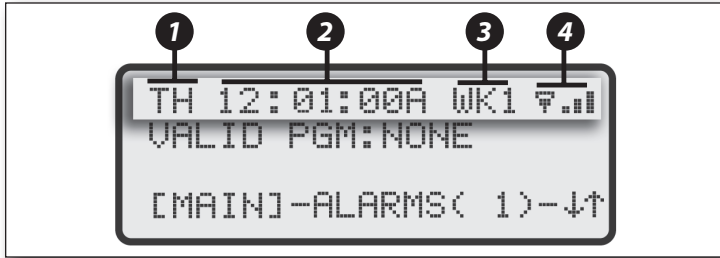 1 2 3 4
TH 12:01:00A WK1
VALID PGM:NONE
[MAIN]-ALARMS( 1)-↓↑